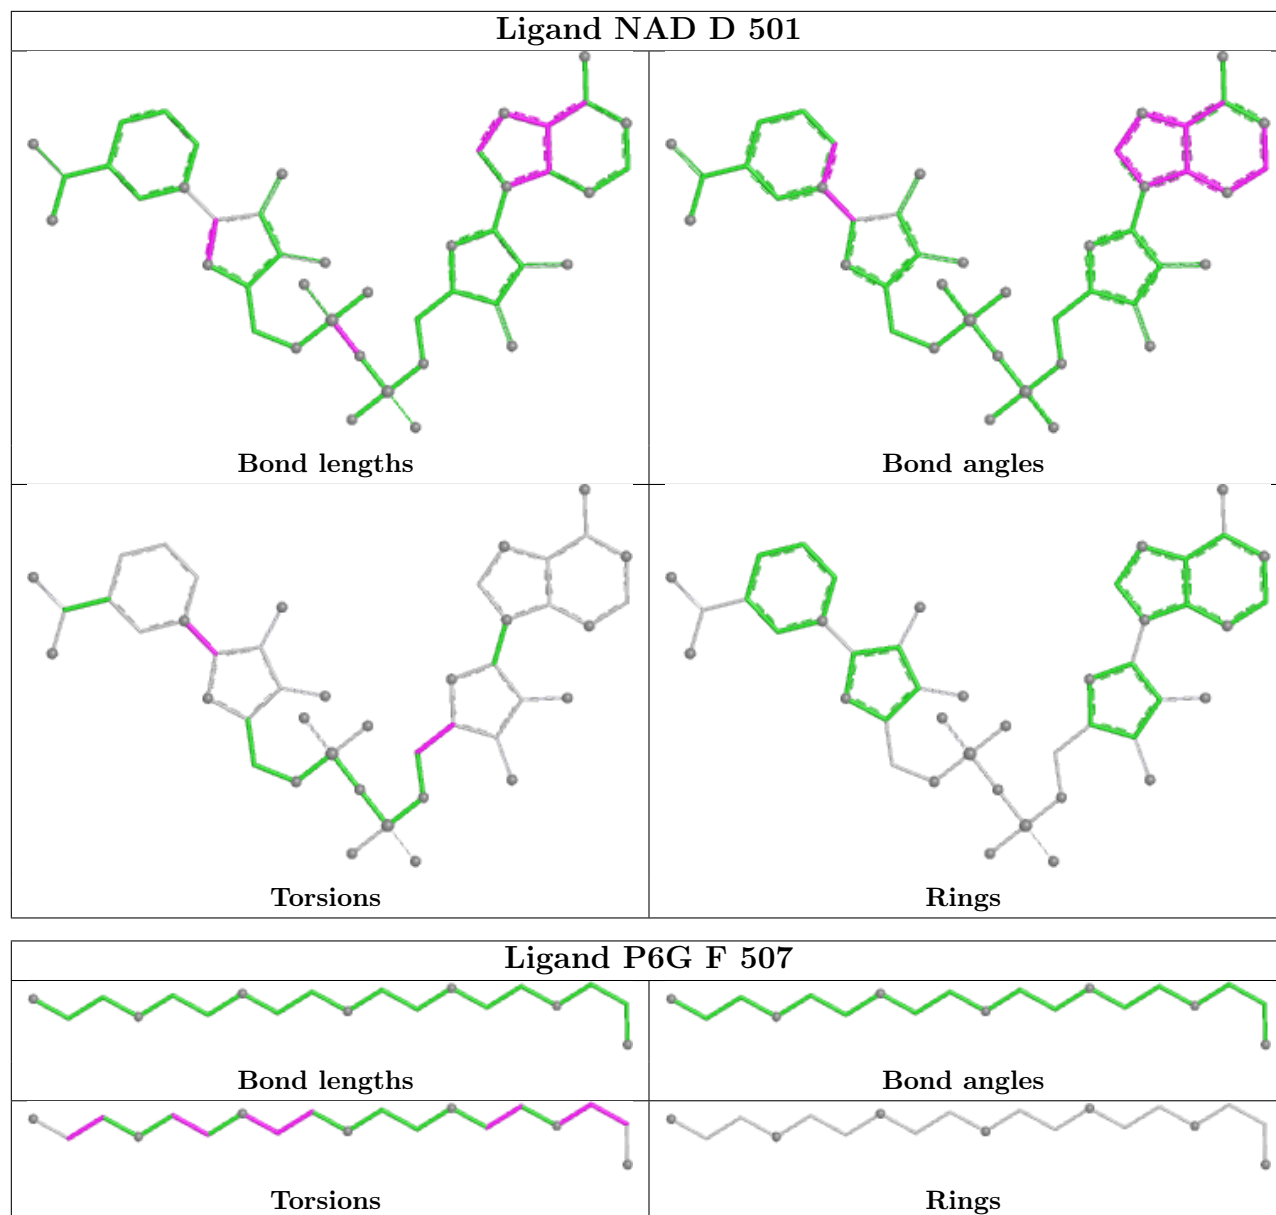 Ligand NAD D 501
Bond lengths
Bond angles
Torsions
Rings
Ligand P6G F 507
Bond lengths
Bond angles
Torsions
Rings